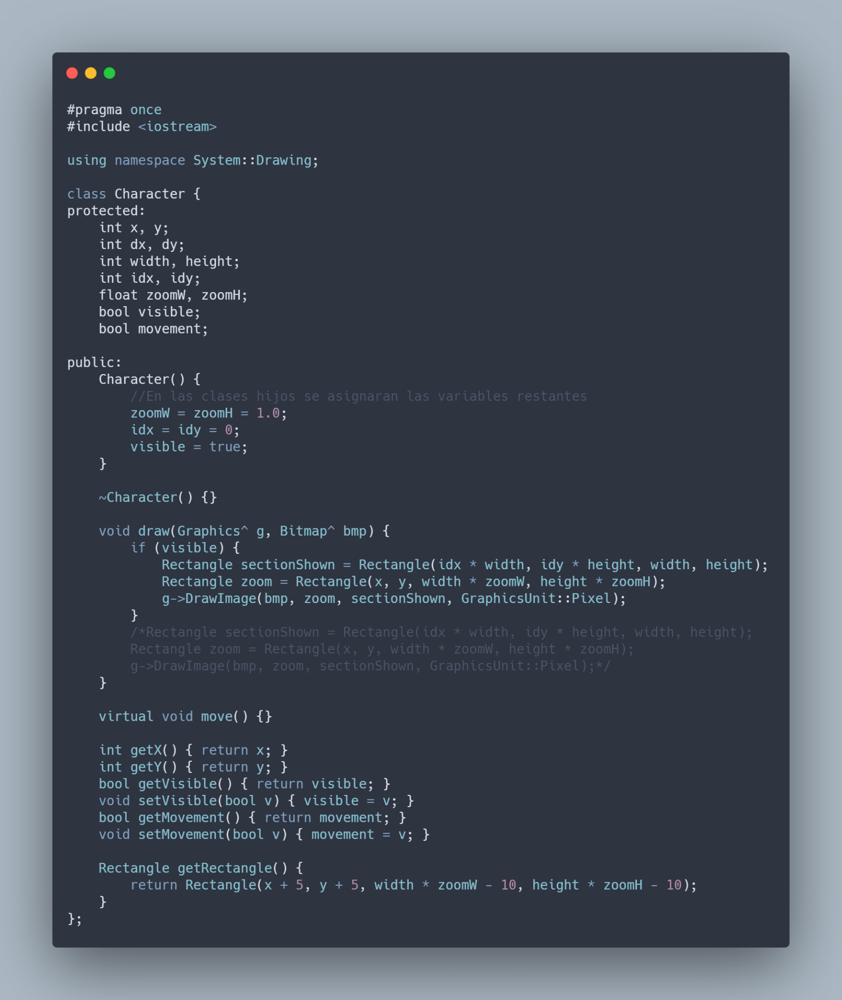 #pragma once
#include <iostream>
using namespace System::Drawing;
class Character {
protected:
    int x, y;
    int dx, dy;
    int width, height;
    int idx, idy;
    float zoomW, zoomH;
    bool visible;
    bool movement;
public:
    Character() {
        //En las clases hijos se asignaran las variables restantes
        zoomW = zoomH = 1.0;
        idx = idy = 0;
        visible = true;
    }
    ~Character() {}
    void draw(Graphics^ g, Bitmap^ bmp) {
        if (visible) {
            Rectangle sectionShown = Rectangle(idx * width, idy * height, width, height);
            Rectangle zoom = Rectangle(x, y, width * zoomW, height * zoomH);
            g->DrawImage(bmp, zoom, sectionShown, GraphicsUnit::Pixel);
        }
        /*Rectangle sectionShown = Rectangle(idx * width, idy * height, width, height);
        Rectangle zoom = Rectangle(x, y, width * zoomW, height * zoomH);
        g->DrawImage(bmp, zoom, sectionShown, GraphicsUnit::Pixel);*/
    }
    virtual void move() {}
    int getX() { return x; }
    int getY() { return y; }
    bool getVisible() { return visible; }
    void setVisible(bool v) { visible = v; }
    bool getMovement() { return movement; }
    void setMovement(bool v) { movement = v; }
    Rectangle getRectangle() {
        return Rectangle(x + 5, y + 5, width * zoomW - 10, height * zoomH - 10);
    }
};